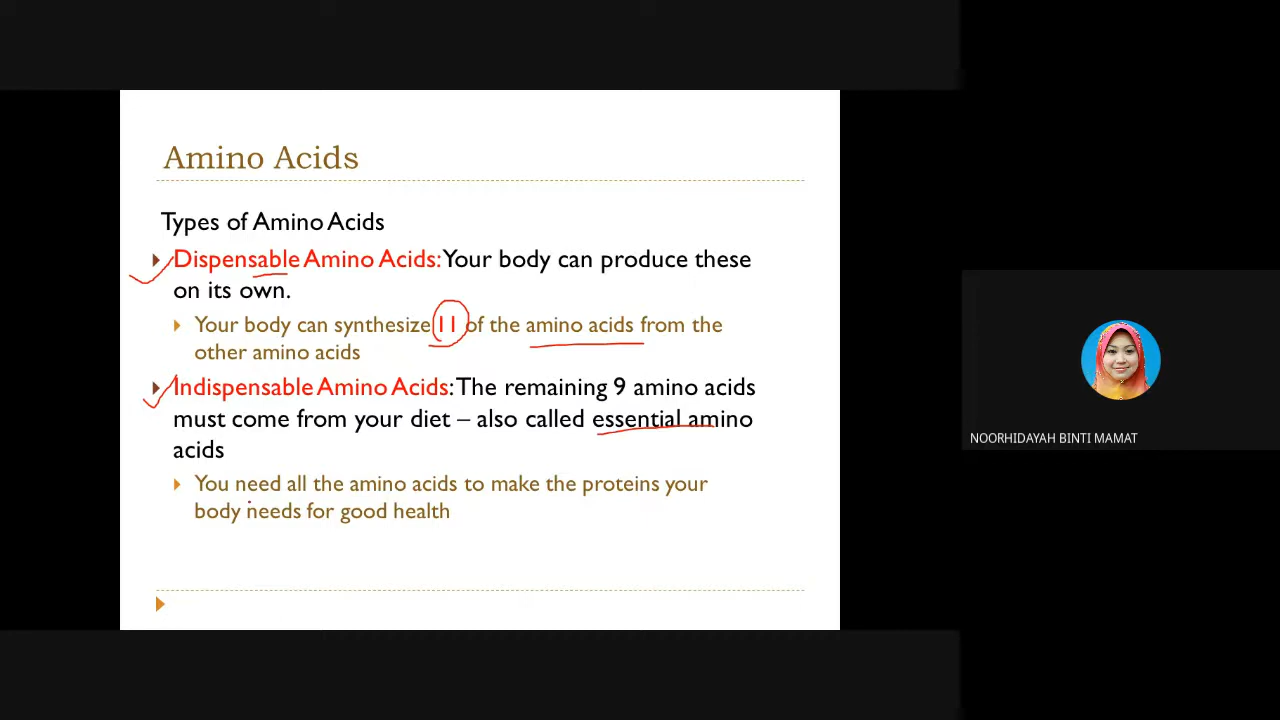 Amino Acids
Types of Amino Acids
Dispensable Amino Acids: Your body can produce these
on its own.
Your body can synthesize 11 of the amino acids from the
other amino acids
Indispensable Amino Acids: The remaining 9 amino acids
must come from your diet – also called essential amino
acids
You need all the amino acids to make the proteins your
body needs for good health
NOORHIDAYAH BINTI MAMAT